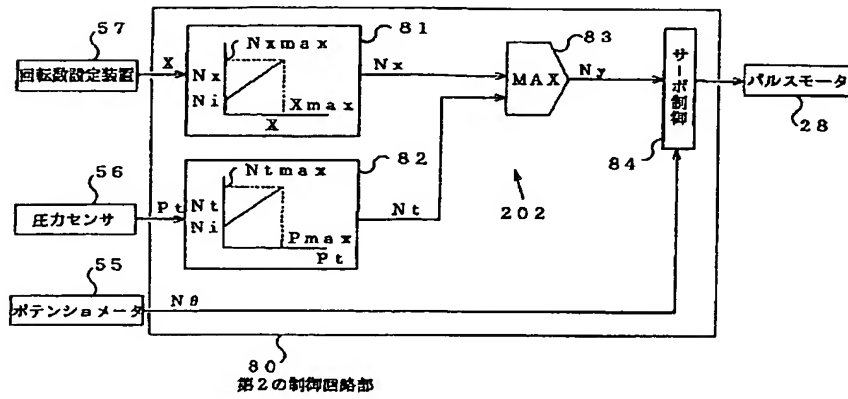 57
回転数設定装置
X
81
Nxmax
Nx
Ni
Xmax
X
Nx
83
MAX
Ny
サーボ制御
84
パルスモータ
28
202
56
圧力センサ
Pt
82
Ntmax
Nt
Ni
Pmax
Pt
Nt
55
ポテンショメータ
Nθ
80
第2の制御回路部